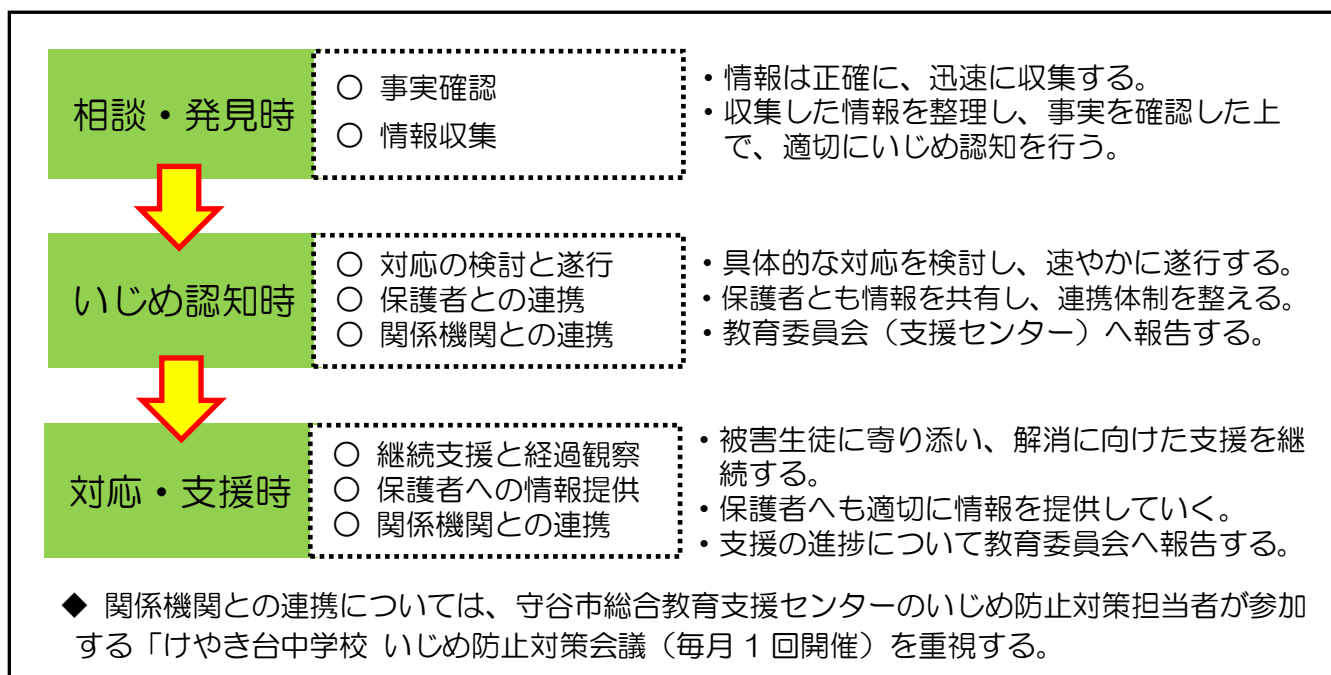 相談・発見時
○ 事実確認
○ 情報収集
・情報は正確に、迅速に収集する。
・収集した情報を整理し、事実を確認した上
で、適切にいじめ認知を行う。
いじめ認知時
○ 対応の検討と遂行
○ 保護者との連携
○ 関係機関との連携
・具体的な対応を検討し、速やかに遂行する。
・保護者とも情報を共有し、連携体制を整える。
・教育委員会（支援センター）へ報告する。
対応・支援時
○ 継続支援と経過観察
○ 保護者への情報提供
○ 関係機関との連携
・被害生徒に寄り添い、解消に向けた支援を継
続する。
・保護者へも適切に情報を提供していく。
・支援の進捗について教育委員会へ報告する。
◆ 関係機関との連携については、守谷市総合教育支援センターのいじめ防止対策担当者が参加
する「けやき台中学校 いじめ防止対策会議（毎月1回開催）を重視する。